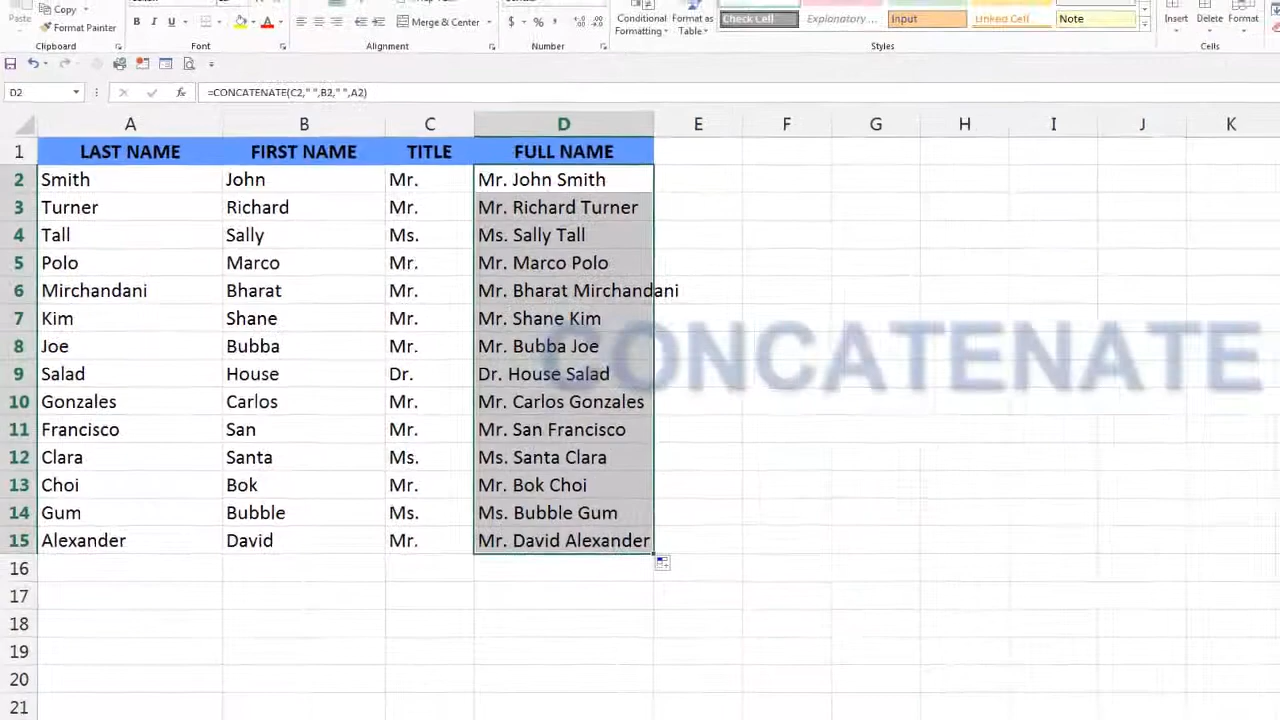 Copy
Paste
Format Painter
B I U
Merge & Center
$ % ,
Conditional Formatting
Format as Table
Check Cell
Explanatory ...
Input
Linked Cell
Note
Insert
Delete
Format
Clipboard
Font
Alignment
Number
Styles
Cells
D2
fx
=CONCATENATE(C2," ",B2," ",A2)
A B C D E F G H I J K
1 LAST NAME FIRST NAME TITLE FULL NAME
2 Smith John Mr. Mr. John Smith
3 Turner Richard Mr. Mr. Richard Turner
4 Tall Sally Ms. Ms. Sally Tall
5 Polo Marco Mr. Mr. Marco Polo
6 Mirchandani Bharat Mr. Mr. Bharat Mirchandani
7 Kim Shane Mr. Mr. Shane Kim
8 Joe Bubba Mr. Mr. Bubba Joe
CONCATENATE
9 Salad House Dr. Dr. House Salad
10 Gonzales Carlos Mr. Mr. Carlos Gonzales
11 Francisco San Mr. Mr. San Francisco
12 Clara Santa Ms. Ms. Santa Clara
13 Choi Bok Mr. Mr. Bok Choi
14 Gum Bubble Ms. Ms. Bubble Gum
15 Alexander David Mr. Mr. David Alexander
16
17
18
19
20
21